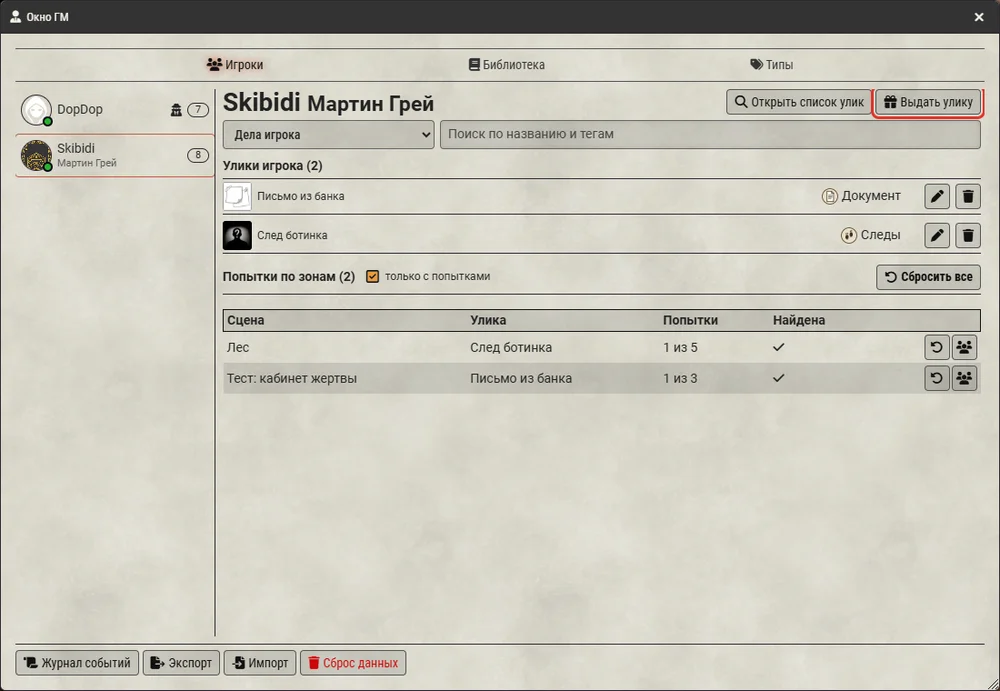 Окно ГМ
Игроки
Библиотека
Типы
DopDop
7
Skibidi
Мартин Грей
8
Skibidi Мартин Грей
Открыть список улик
Выдать улику
Дела игрока
Поиск по названию и тегам
Улики игрока (2)
Письмо из банка
Документ
След ботинка
Следы
Попытки по зонам (2)
только с попытками
Сбросить все
Сцена Улика Попытки Найдена
Лес След ботинка 1 из 5
Тест: кабинет жертвы Письмо из банка 1 из 3
Журнал событий
Экспорт
Импорт
Сброс данных